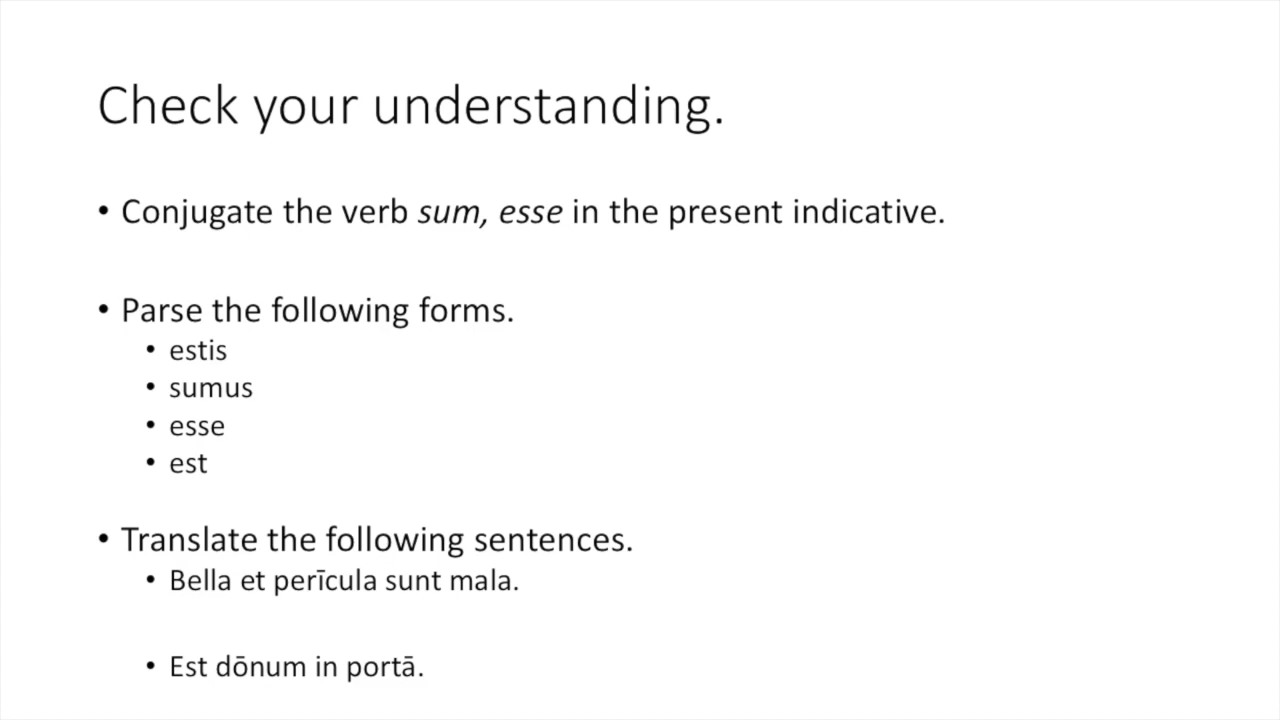 Check your understanding.
• Conjugate the verb sum, esse in the present indicative.
• Parse the following forms.
• estis
• sumus
• esse
• est
• Translate the following sentences.
• Bella et perīcula sunt mala.
• Est dōnum in portā.